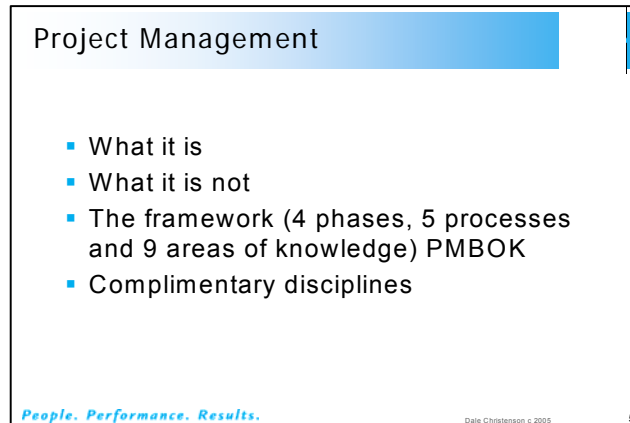 Project Management
What it is
What it is not
The framework (4 phases, 5 processes
and 9 areas of knowledge) PMBOK
Complimentary disciplines
People. Performance. Results.
Dale Christenson c 2005